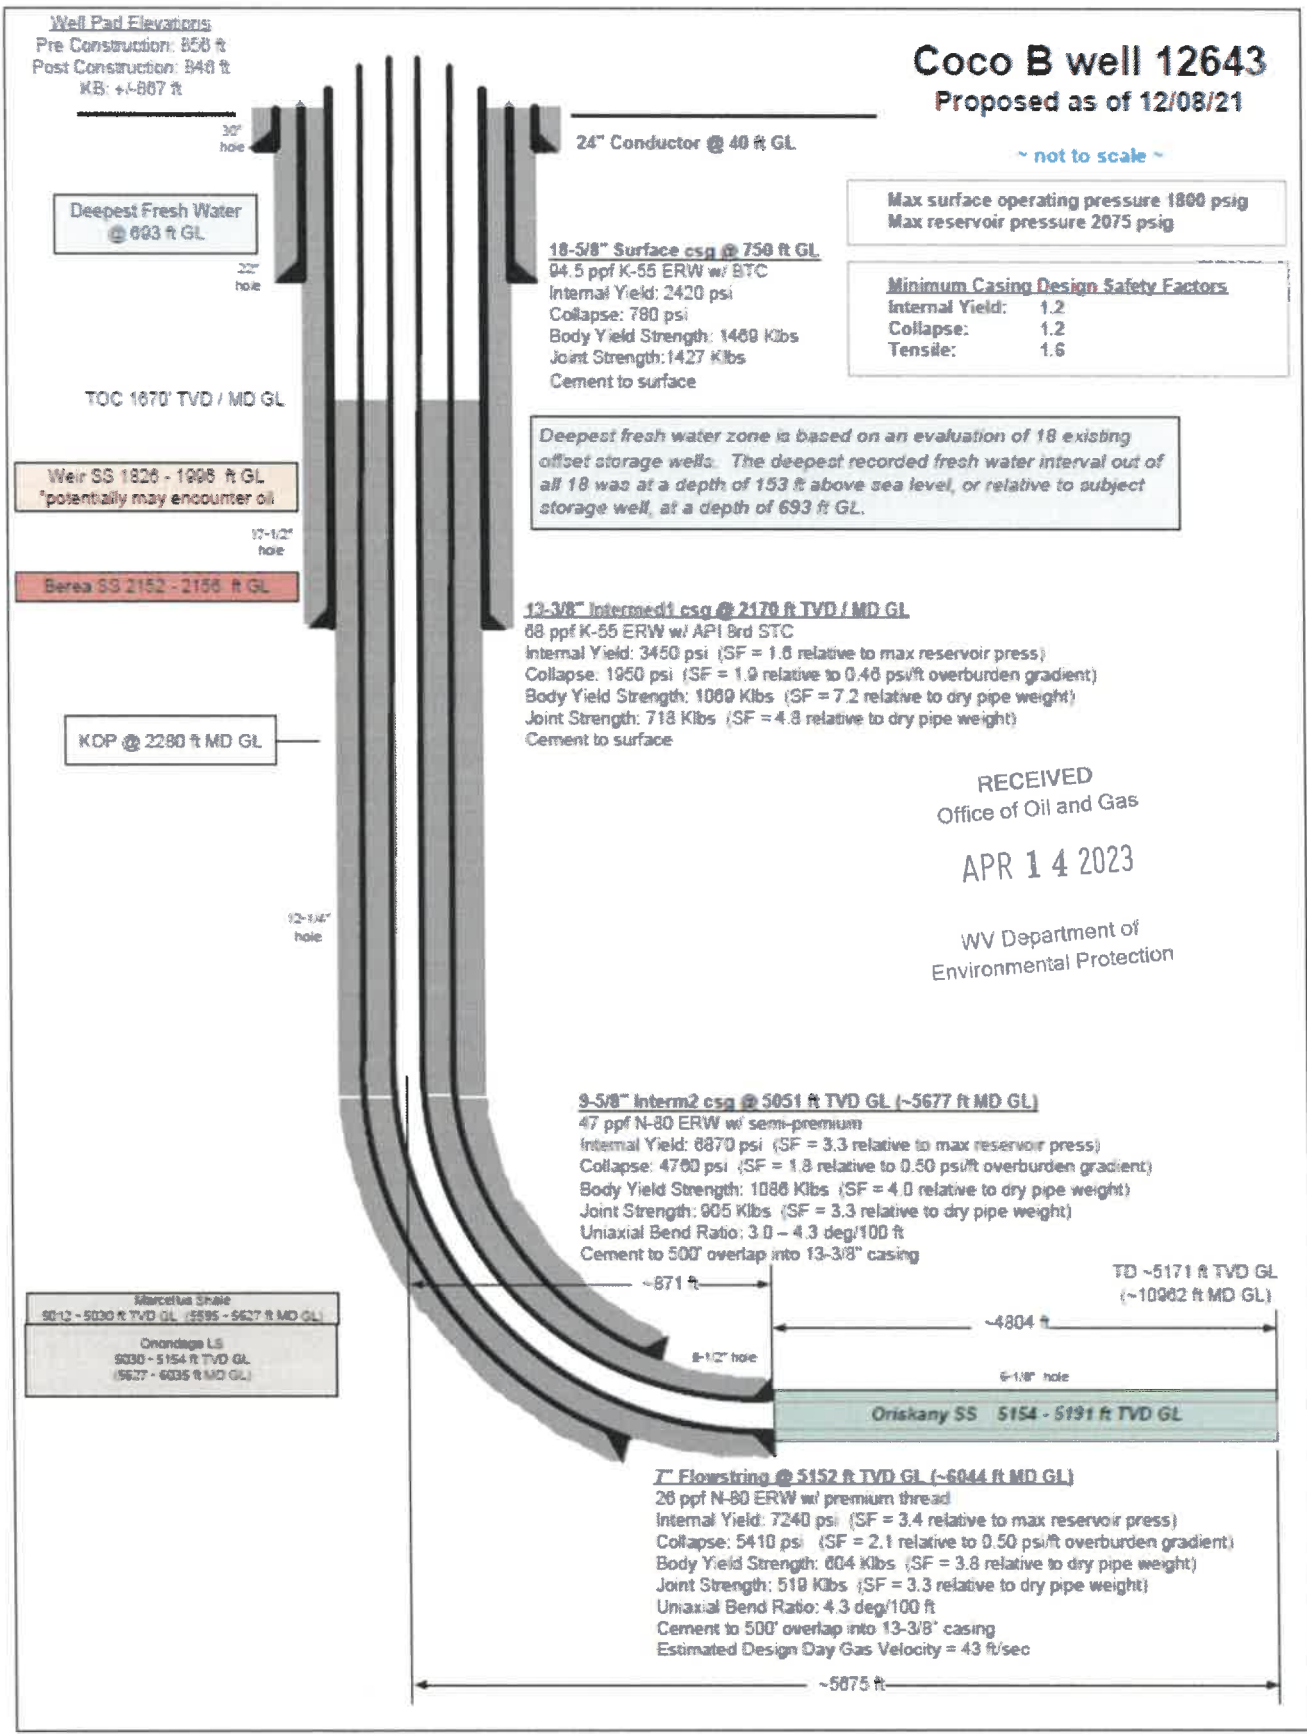 Well Pad Elevations
Pre Construction: 856 ft
Post Construction: 846 ft
KB: +/-867 ft
Coco B well 12643
Proposed as of 12/08/21
~ not to scale ~
30"
hole
24" Conductor @ 40 ft GL
Max surface operating pressure 1800 psig
Max reservoir pressure 2075 psig
Deepest Fresh Water
@ 693 ft GL
22"
hole
18-5/8" Surface csg @ 750 ft GL
94.5 ppf K-55 ERW w/ BTC
Internal Yield: 2420 psi
Collapse: 780 psi
Body Yield Strength: 1469 Klbs
Joint Strength:1427 Klbs
Cement to surface
Minimum Casing Design Safety Factors
Internal Yield: 1.2
Collapse: 1.2
Tensile: 1.6
TOC 1670' TVD / MD GL
Deepest fresh water zone is based on an evaluation of 18 existing
offset storage wells. The deepest recorded fresh water interval out of
all 18 was at a depth of 153 ft above sea level, or relative to subject
storage well, at a depth of 693 ft GL.
Weir SS 1826 - 1996 ft GL
*potentially may encounter oil
17-1/2"
hole
Berea SS 2152 - 2156 ft GL
13-3/8" Intermed1 csg @ 2170 ft TVD / MD GL
68 ppf K-55 ERW w/ API 8rd STC
Internal Yield: 3450 psi (SF = 1.6 relative to max reservoir press)
Collapse: 1950 psi (SF = 1.9 relative to 0.46 psi/ft overburden gradient)
Body Yield Strength: 1069 Klbs (SF = 7.2 relative to dry pipe weight)
Joint Strength: 718 Klbs (SF = 4.8 relative to dry pipe weight)
Cement to surface
KOP @ 2280 ft MD GL
RECEIVED
Office of Oil and Gas
APR 14 2023
WV Department of
Environmental Protection
12-1/4"
hole
9-5/8" Interm2 csg @ 5051 ft TVD GL (~5677 ft MD GL)
47 ppf N-80 ERW w/ semi-premium
Internal Yield: 6870 psi (SF = 3.3 relative to max reservoir press)
Collapse: 4760 psi (SF = 1.8 relative to 0.50 psi/ft overburden gradient)
Body Yield Strength: 1086 Klbs (SF = 4.0 relative to dry pipe weight)
Joint Strength: 905 Klbs (SF = 3.3 relative to dry pipe weight)
Uniaxial Bend Ratio: 3.0 – 4.3 deg/100 ft
Cement to 500' overlap into 13-3/8" casing
~871 ft
TD ~5171 ft TVD GL
(~10962 ft MD GL)
Marcellus Shale
5012 - 5030 ft TVD GL (5595 - 5627 ft MD GL)
Onondaga LS
5030 - 5154 ft TVD GL
(5627 - 6035 ft MD GL)
~4804 ft
8-1/2" hole
6-1/8" hole
Oriskany SS 5154 - 5191 ft TVD GL
7" Flowstring @ 5152 ft TVD GL (~6044 ft MD GL)
26 ppf N-80 ERW w/ premium thread
Internal Yield: 7240 psi (SF = 3.4 relative to max reservoir press)
Collapse: 5410 psi (SF = 2.1 relative to 0.50 psi/ft overburden gradient)
Body Yield Strength: 604 Klbs (SF = 3.8 relative to dry pipe weight)
Joint Strength: 519 Klbs (SF = 3.3 relative to dry pipe weight)
Uniaxial Bend Ratio: 4.3 deg/100 ft
Cement to 500' overlap into 13-3/8" casing
Estimated Design Day Gas Velocity = 43 ft/sec
~5675 ft